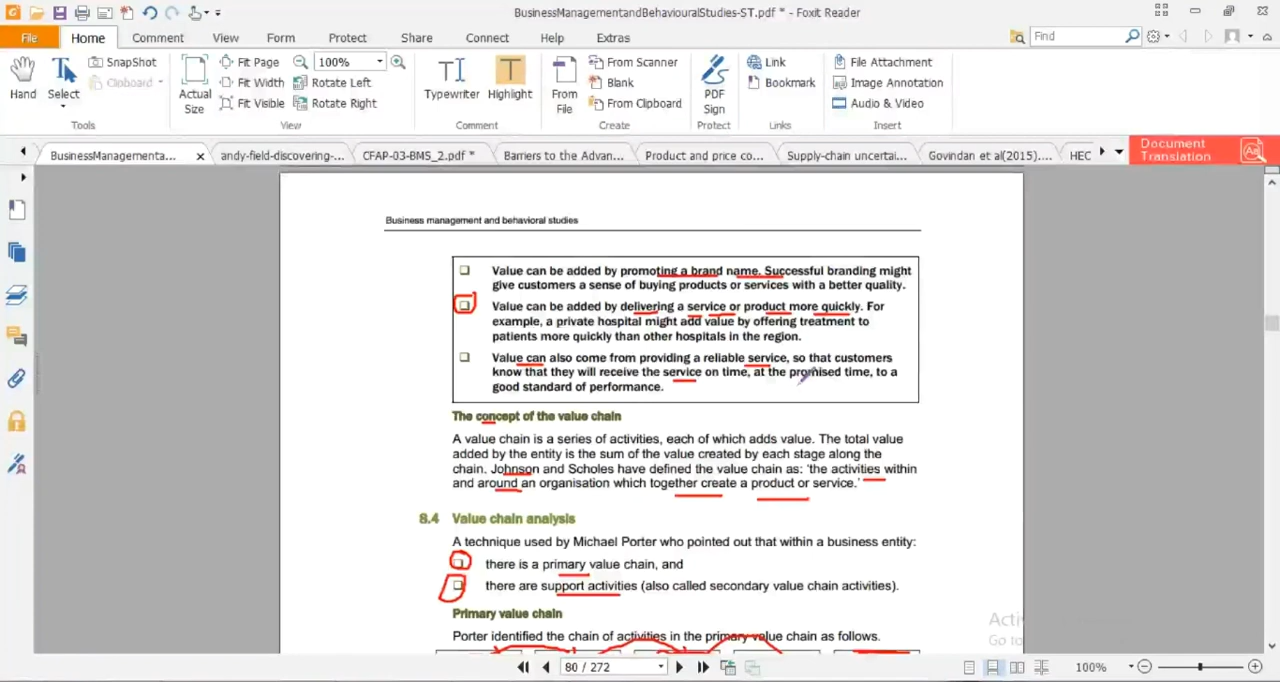 BusinessManagementandBehaviouralStudies-ST.pdf * - Foxit Reader
File Home Comment View Form Protect Share Connect Help Extras Find
Hand Select SnapShot Clipboard Actual Size Fit Page Fit Width Fit Visible 100% Rotate Left Rotate Right Typewriter Highlight From File From Scanner Blank From Clipboard PDF Sign Link Bookmark File Attachment Image Annotation Audio & Video
Tools View Comment Create Protect Links Insert
BusinessManagementa... andy-field-discovering-... CFAP-03-BMS_2.pdf * Barriers to the Advan... Product and price co... Supply-chain uncertai... Govindan et al(2015).... HEC Document Translation
Business management and behavioral studies
Value can be added by promoting a brand name. Successful branding might
give customers a sense of buying products or services with a better quality.
Value can be added by delivering a service or product more quickly. For
example, a private hospital might add value by offering treatment to
patients more quickly than other hospitals in the region.
Value can also come from providing a reliable service, so that customers
know that they will receive the service on time, at the promised time, to a
good standard of performance.
The concept of the value chain
A value chain is a series of activities, each of which adds value. The total value
added by the entity is the sum of the value created by each stage along the
chain. Johnson and Scholes have defined the value chain as: 'the activities within
and around an organisation which together create a product or service.'
8.4 Value chain analysis
A technique used by Michael Porter who pointed out that within a business entity:
there is a primary value chain, and
there are support activities (also called secondary value chain activities).
Primary value chain
Porter identified the chain of activities in the primary value chain as follows.
80 / 272 100%